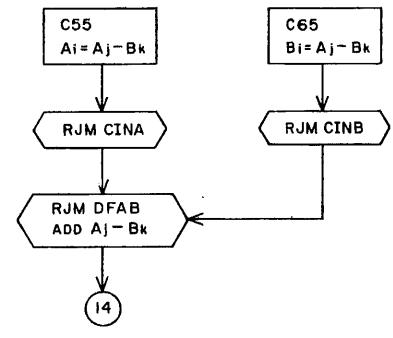 C55
Ai=Aj-Bk
C65
Bi=Aj-Bk
RJM CINA
RJM CINB
RJM DFAB
ADD Aj-Bk
14